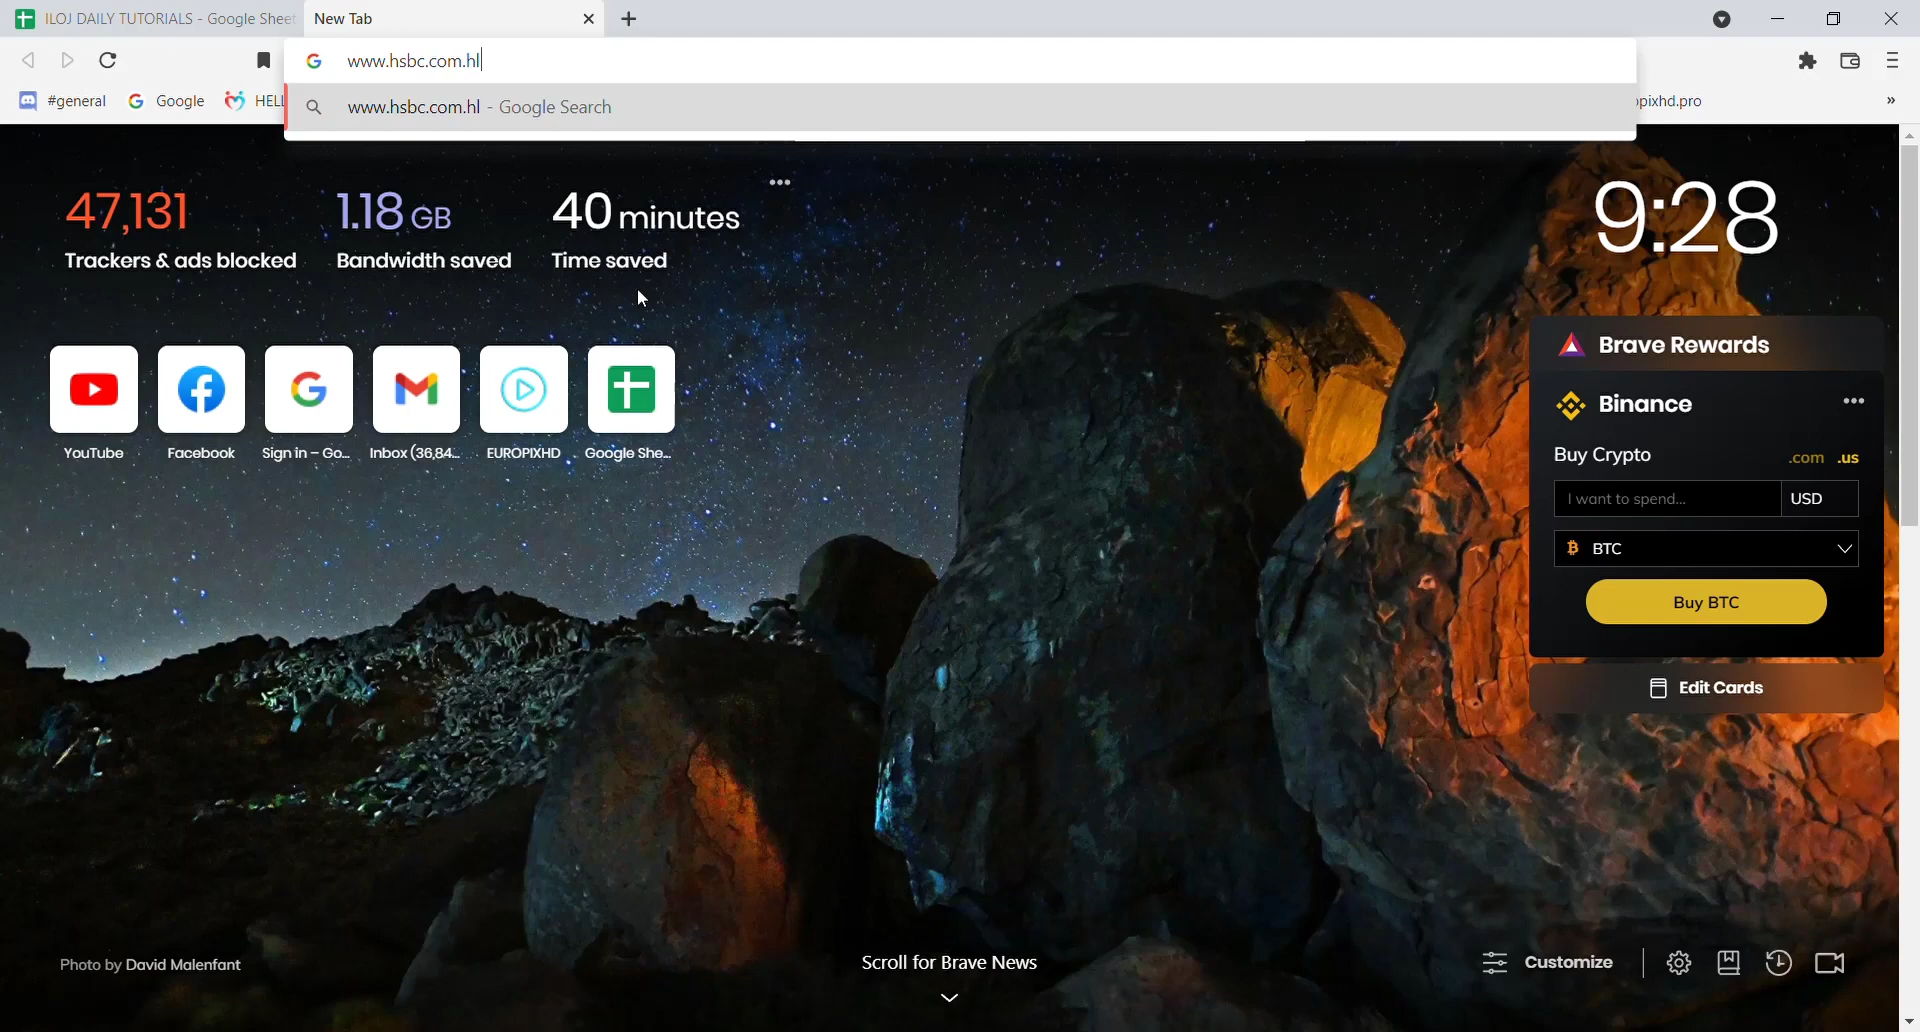 ILOJ DAILY TUTORIALS - Google Sheet
New Tab
www.hsbc.com.hl
#general
Google
HELL
www.hsbc.com.hl - Google Search
pixhd.pro
»
47,131
Trackers & ads blocked
1.18 GB
Bandwidth saved
40 minutes
Time saved
9:28
YouTube
Facebook
Sign in – Go...
Inbox (36,84...
EUROPIXHD
Google She...
Brave Rewards
Binance
Buy Crypto
.com .us
I want to spend...
USD
BTC
Buy BTC
Edit Cards
Photo by David Malenfant
Scroll for Brave News
Customize